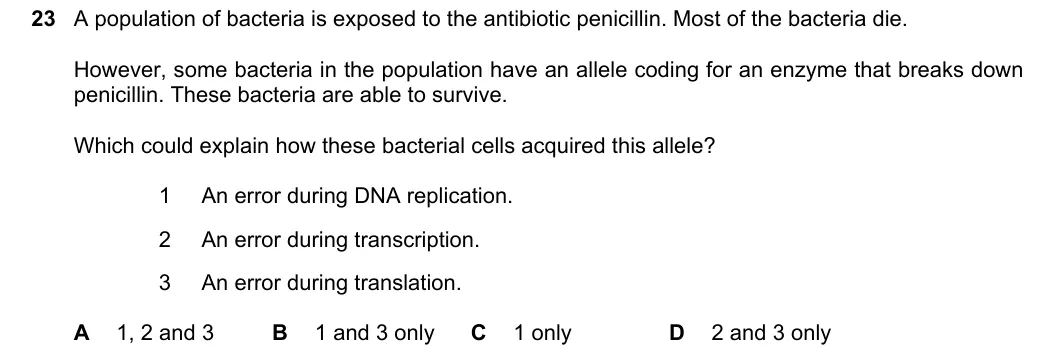 23 A population of bacteria is exposed to the antibiotic penicillin. Most of the bacteria die.
However, some bacteria in the population have an allele coding for an enzyme that breaks down
penicillin. These bacteria are able to survive.
Which could explain how these bacterial cells acquired this allele?
1 An error during DNA replication.
2 An error during transcription.
3 An error during translation.
A 1, 2 and 3 B 1 and 3 only C 1 only D 2 and 3 only